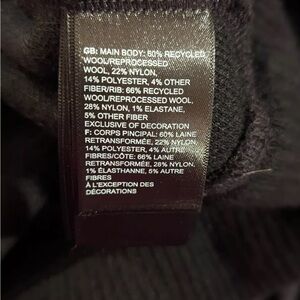 GB: MAIN BODY: 60% RECYCLED
WOOL/REPROCESSED
WOOL, 22% NYLON,
14% POLYESTER, 4% OTHER
FIBER/RIB: 66% RECYCLED
WOOL/REPROCESSED WOOL,
28% NYLON, 1% ELASTANE,
5% OTHER FIBER
EXCLUSIVE OF DECORATION
F: CORPS PINCIPAL: 60% LAINE
RETRANSFORMÉE, 22% NYLON,
14% POLYESTER, 4% AUTRE
FIBRES/CÔTE: 66% LAINE
RETRANSFORMÉE, 28% NYLON,
1% ÉLASTHANNE, 5% AUTRE
FIBRES
À L'EXCEPTION DES
DÉCORATIONS